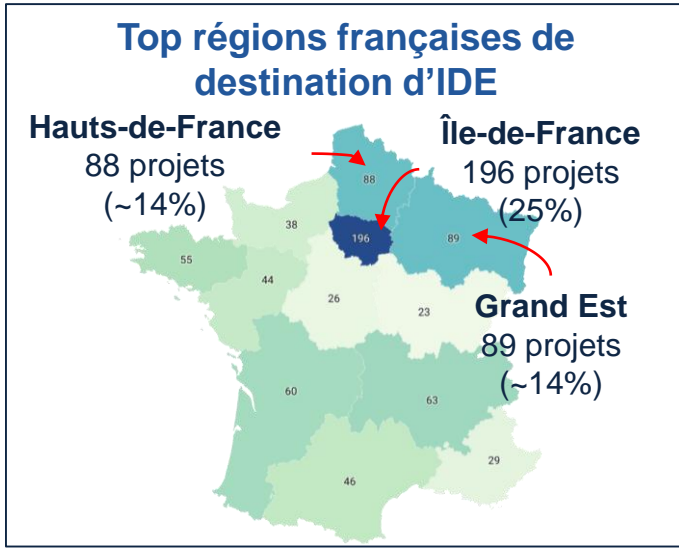 Top régions françaises de
destination d'IDE
Hauts-de-France
88 projets
(~14%)
Île-de-France
196 projets
(25%)
88
38
196
89
55
44
26
23
Grand Est
89 projets
(~14%)
60
63
46
29